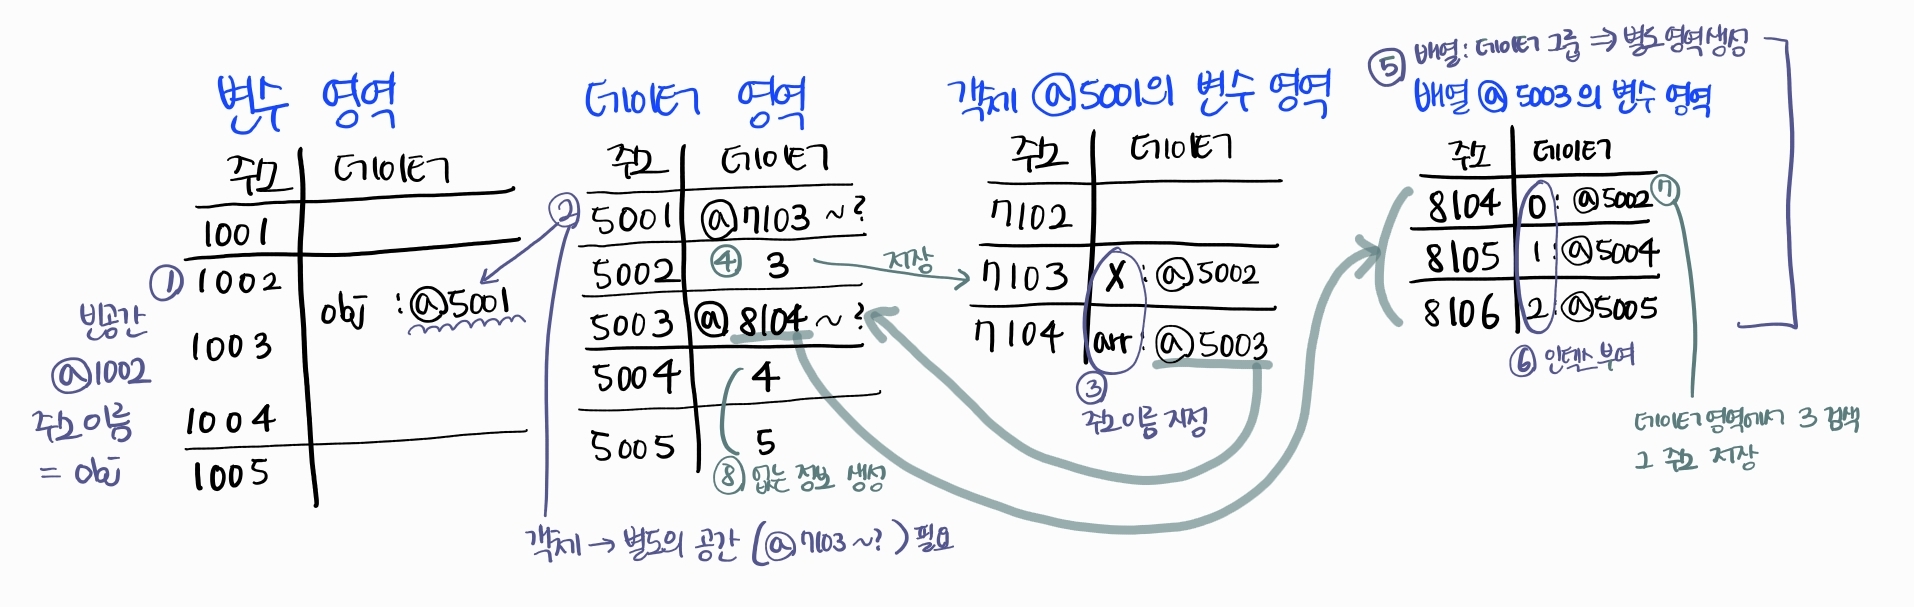 변수 영역
주소 데이터
1001
1002
1003
obj : @5001
1004
1005
①
빈공간
@1002
주소 이름
= obj
데이터 영역
주소 데이터
② 5001 @7103 ~ ?
5002 ④ 3
저장
5003 @8104 ~ ?
5004 4
5005 5
⑧ 없는 정보 생성
객체 → 별도의 공간 (@7103 ~ ?) 필요
객체 @5001의 변수 영역
주소 데이터
7102
7103 x : @5002
7104 arr : @5003
③
주소 이름 지정
⑤ 배열 : 데이터 그룹 ⇒ 별도 영역 생성
배열 @5003의 변수 영역
주소 데이터
8104 0 : @5002 ⑦
8105 1 : @5004
8106 2 : @5005
⑥ 인덱스 부여
데이터 영역에서 3 검색
그 주소 저장